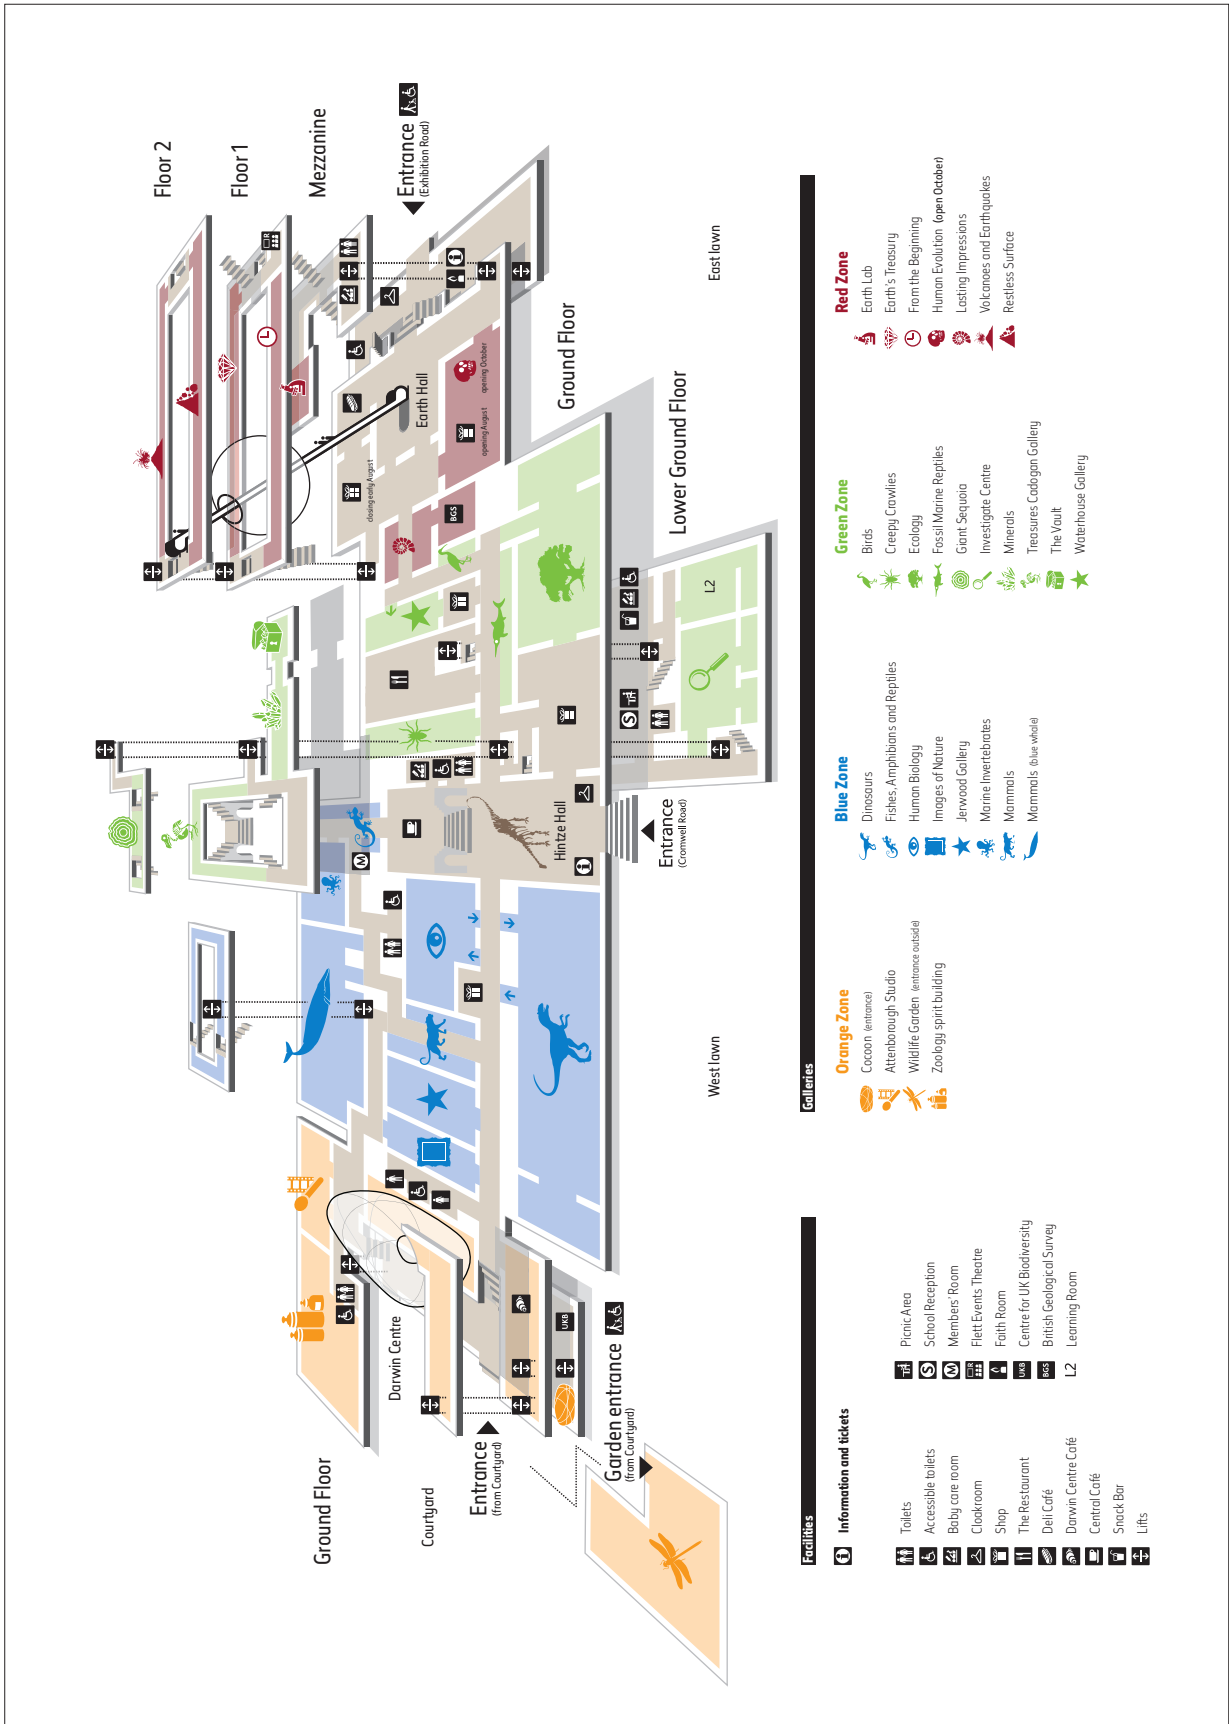 Floor 2
Floor 1
Mezzanine
Entrance
(Exhibition Road)
Ground Floor
Courtyard
Entrance
(from Courtyard)
Darwin Centre
Garden entrance
(from Courtyard)
UKB
M
Hintze Hall
Entrance
(Cromwell Road)
West lawn
closing early August
BGS
Earth Hall
opening August
opening October
Ground Floor
Lower Ground Floor
East lawn
S
L2
Facilities
Information and tickets
Toilets
Accessible toilets
Baby care room
Cloakroom
Shop
The Restaurant
Deli Café
Darwin Centre Café
Central Café
Snack Bar
Lifts
Picnic Area
S School Reception
M Members' Room
Flett Events Theatre
Faith Room
UKB Centre for UK Biodiversity
BGS British Geological Survey
L2 Learning Room
Galleries
Orange Zone
Cocoon (entrance)
Attenborough Studio
Wildlife Garden (entrance outside)
Zoology spirit building
Blue Zone
Dinosaurs
Fishes, Amphibians and Reptiles
Human Biology
Images of Nature
Jerwood Gallery
Marine Invertebrates
Mammals
Mammals (blue whale)
Green Zone
Birds
Creepy Crawlies
Ecology
Fossil Marine Reptiles
Giant Sequoia
Investigate Centre
Minerals
Treasures Cadogan Gallery
The Vault
Waterhouse Gallery
Red Zone
Earth Lab
Earth's Treasury
From the Beginning
Human Evolution (open October)
Lasting Impressions
Volcanoes and Earthquakes
Restless Surface